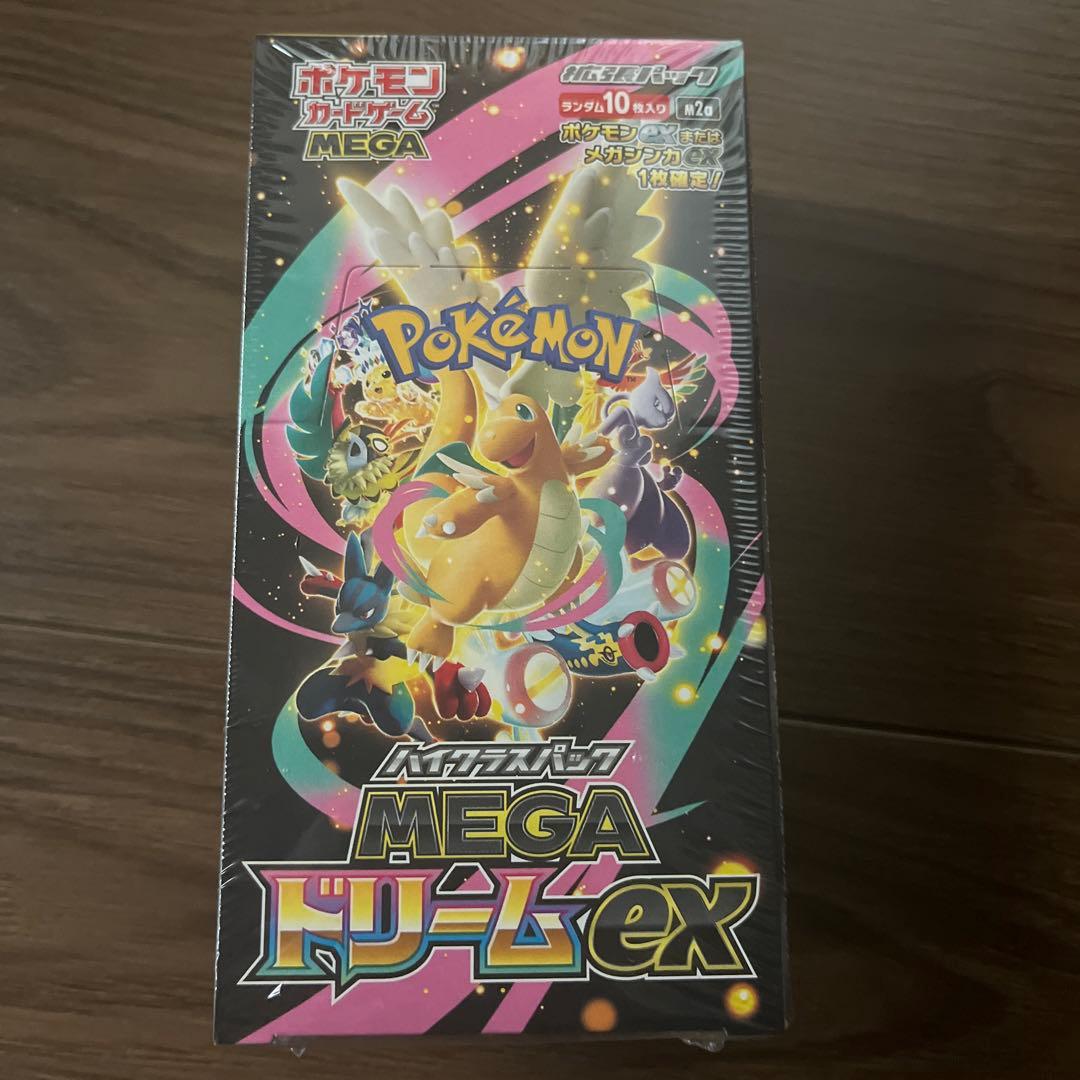 ポケモン
カードゲーム
MEGA
拡張パック
ランダム10枚入り M2a
ポケモンexまたは
メガシンカex
1枚確定!
POKéMON
TM
ハイクラスパック
MEGA
ドリームex